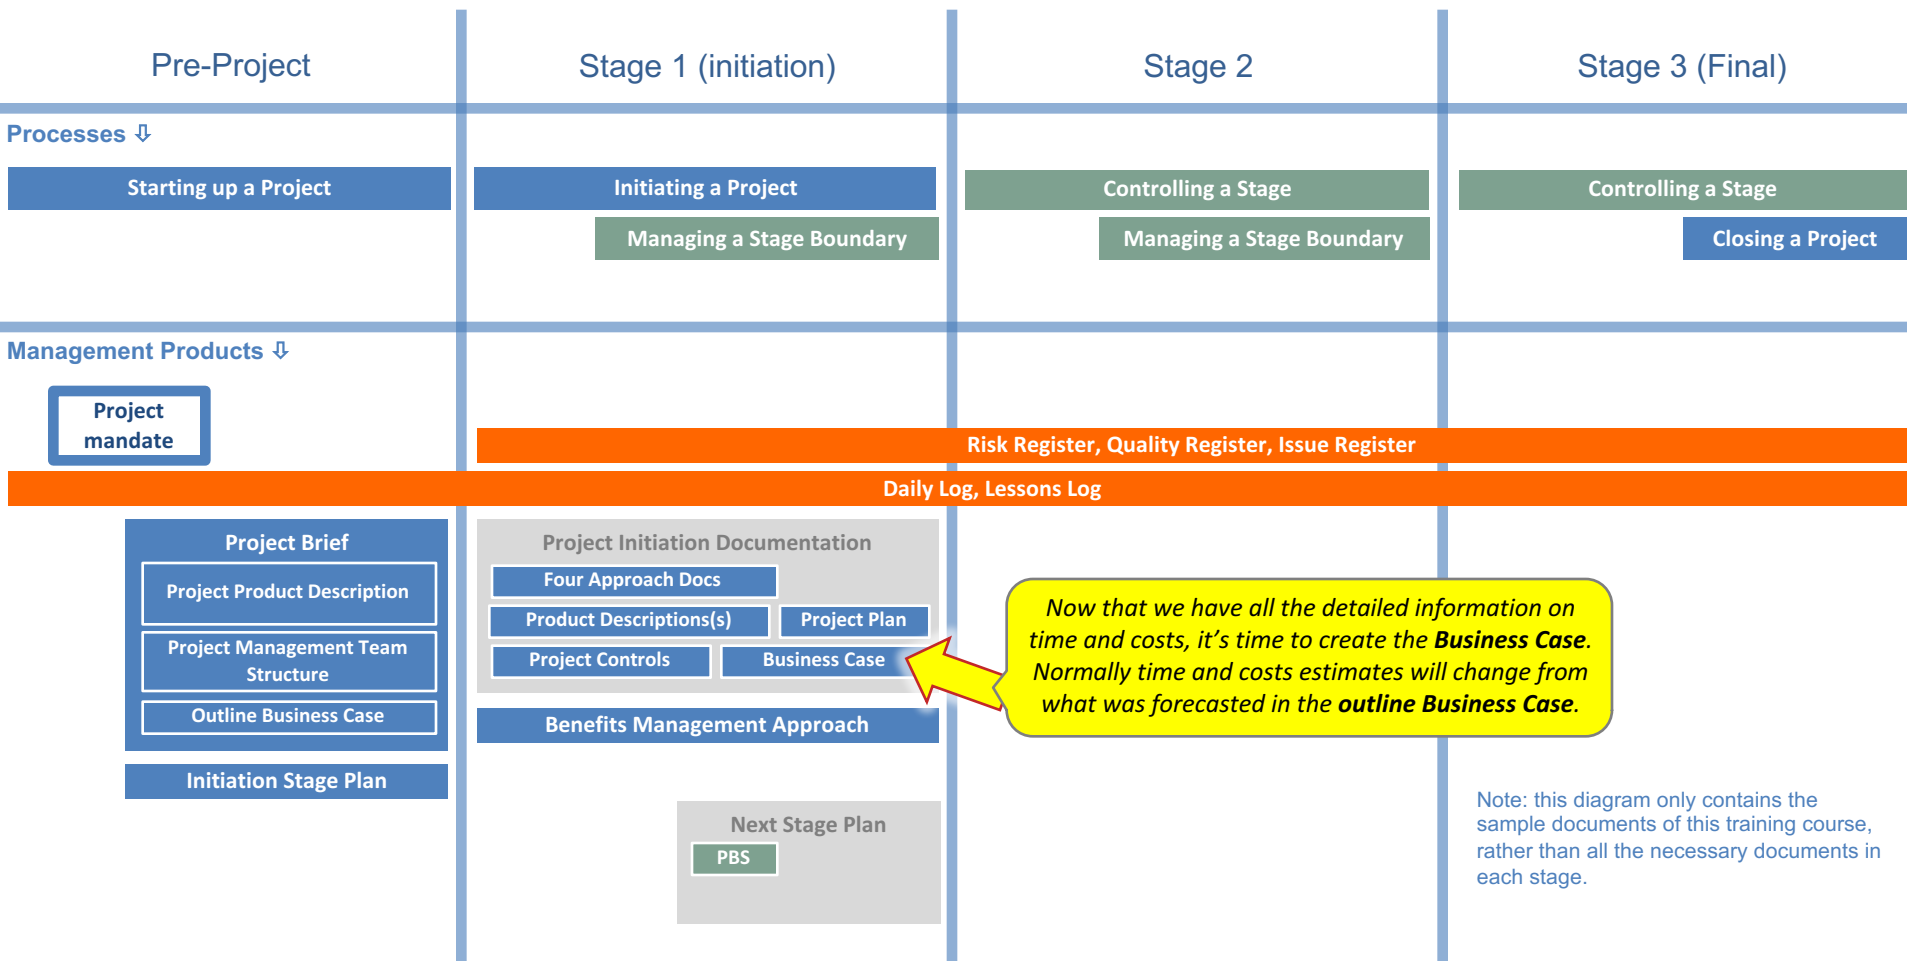 Pre-Project
Stage 1 (initiation)
Stage 2
Stage 3 (Final)
Processes ⇩
Starting up a Project
Initiating a Project
Controlling a Stage
Controlling a Stage
Managing a Stage Boundary
Managing a Stage Boundary
Closing a Project
Management Products ⇩
Project
mandate
Risk Register, Quality Register, Issue Register
Daily Log, Lessons Log
Project Brief
Project Product Description
Project Management Team
Structure
Outline Business Case
Initiation Stage Plan
Project Initiation Documentation
Four Approach Docs
Product Descriptions(s)
Project Plan
Project Controls
Business Case
Benefits Management Approach
Next Stage Plan
PBS
Now that we have all the detailed information on
time and costs, it’s time to create the Business Case.
Normally time and costs estimates will change from
what was forecasted in the outline Business Case.
Note: this diagram only contains the
sample documents of this training course,
rather than all the necessary documents in
each stage.